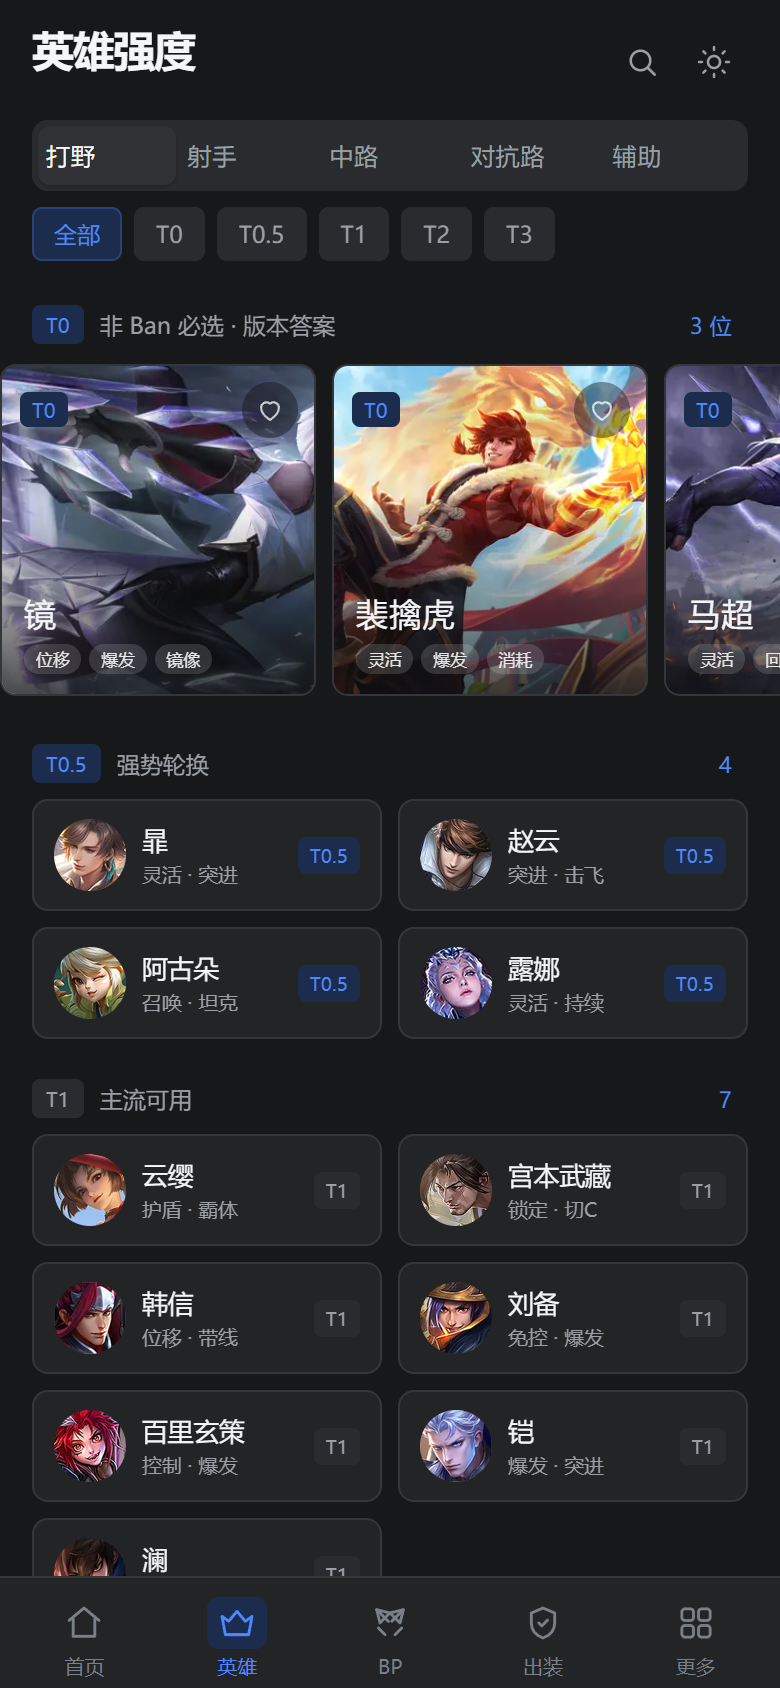 英雄强度
打野 射手 中路 对抗路 辅助
全部 T0 T0.5 T1 T2 T3
T0 非 Ban 必选 · 版本答案 3 位
T0 T0 T0
镜 裴擒虎 马超
位移 爆发 镜像 灵活 爆发 消耗 灵活
T0.5 强势轮换 4
暃 赵云
灵活 · 突进 T0.5 突进 · 击飞 T0.5
阿古朵 露娜
召唤 · 坦克 T0.5 灵活 · 持续 T0.5
T1 主流可用 7
云缨 宫本武藏
护盾 · 霸体 T1 锁定 · 切C T1
韩信 刘备
位移 · 带线 T1 免控 · 爆发 T1
百里玄策 铠
控制 · 爆发 T1 爆发 · 突进 T1
澜 T1
首页 英雄 BP 出装 更多